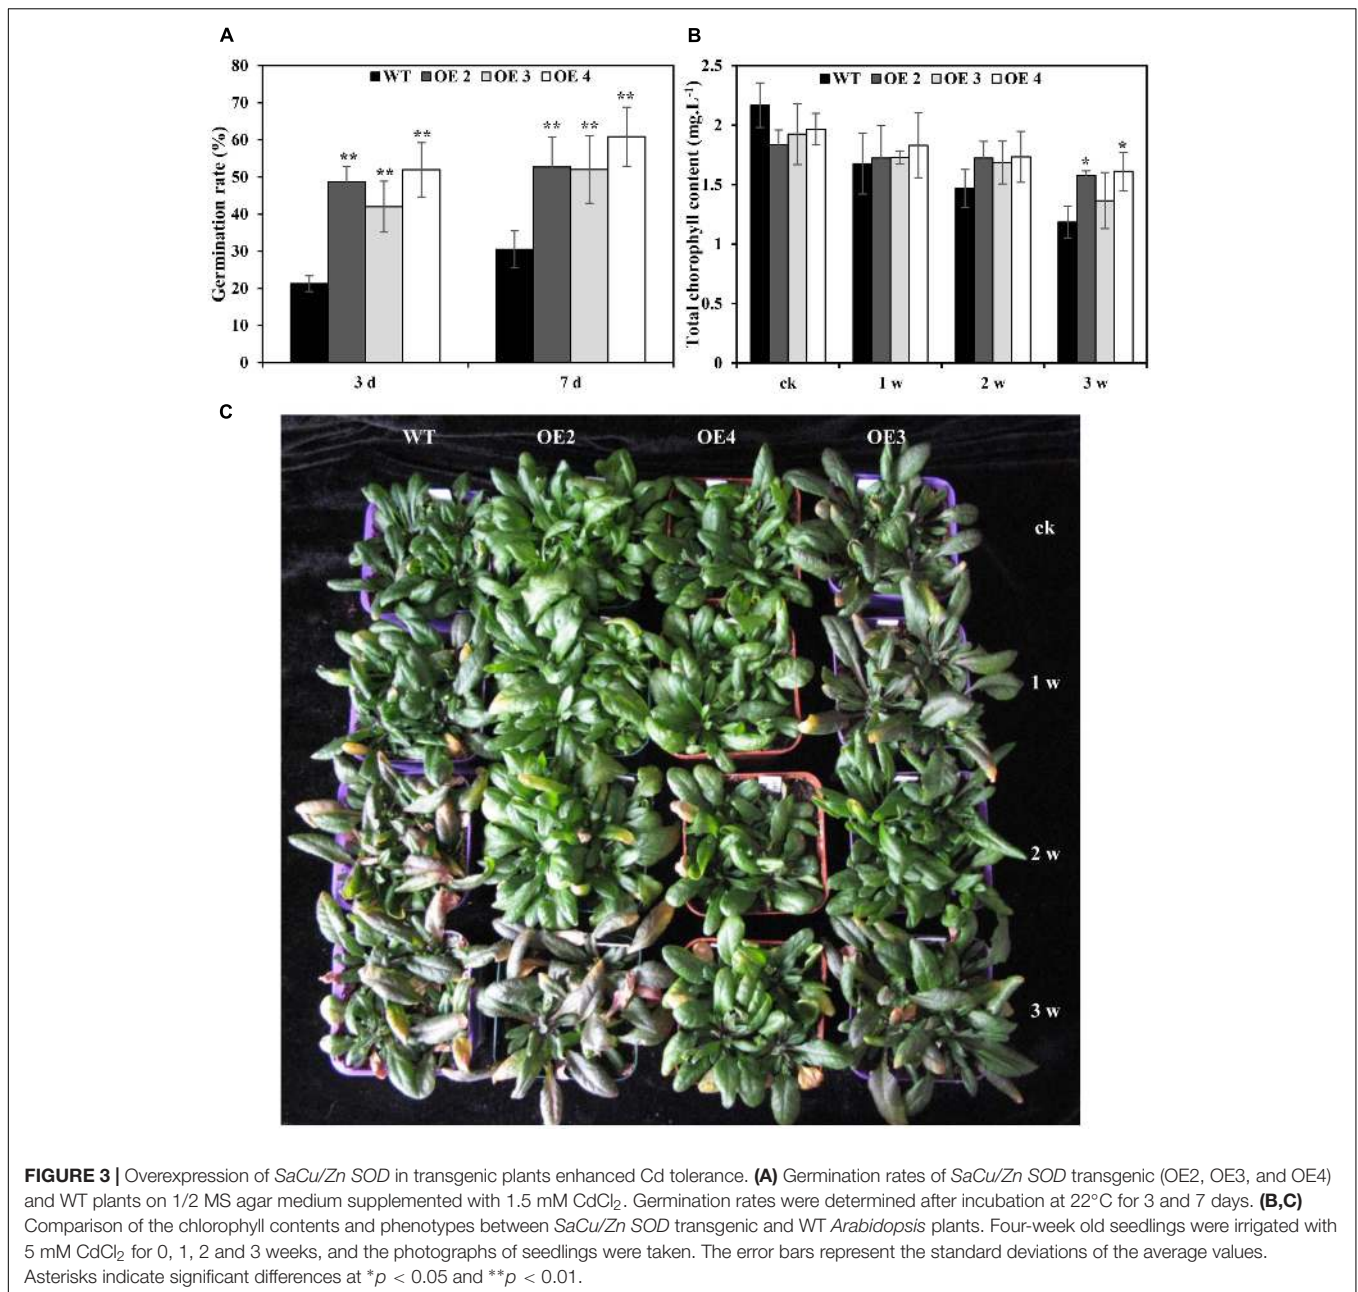 A
B
80
70
60
50
40
30
20
10
0
Germination rate (%)
WT OE 2 OE 3 OE 4
** ** ** ** ** **
3 d 7 d
2.5
2
1.5
1
0.5
0
Total chorophyll content (mg.L-1)
WT OE 2 OE 3 OE 4
* *
ck 1 w 2 w 3 w
C
WT OE2 OE4 OE3
ck
1 w
2 w
3 w
FIGURE 3 | Overexpression of SaCu/Zn SOD in transgenic plants enhanced Cd tolerance. (A) Germination rates of SaCu/Zn SOD transgenic (OE2, OE3, and OE4)
and WT plants on 1/2 MS agar medium supplemented with 1.5 mM CdCl₂. Germination rates were determined after incubation at 22°C for 3 and 7 days. (B,C)
Comparison of the chlorophyll contents and phenotypes between SaCu/Zn SOD transgenic and WT Arabidopsis plants. Four-week old seedlings were irrigated with
5 mM CdCl₂ for 0, 1, 2 and 3 weeks, and the photographs of seedlings were taken. The error bars represent the standard deviations of the average values.
Asterisks indicate significant differences at *p < 0.05 and **p < 0.01.